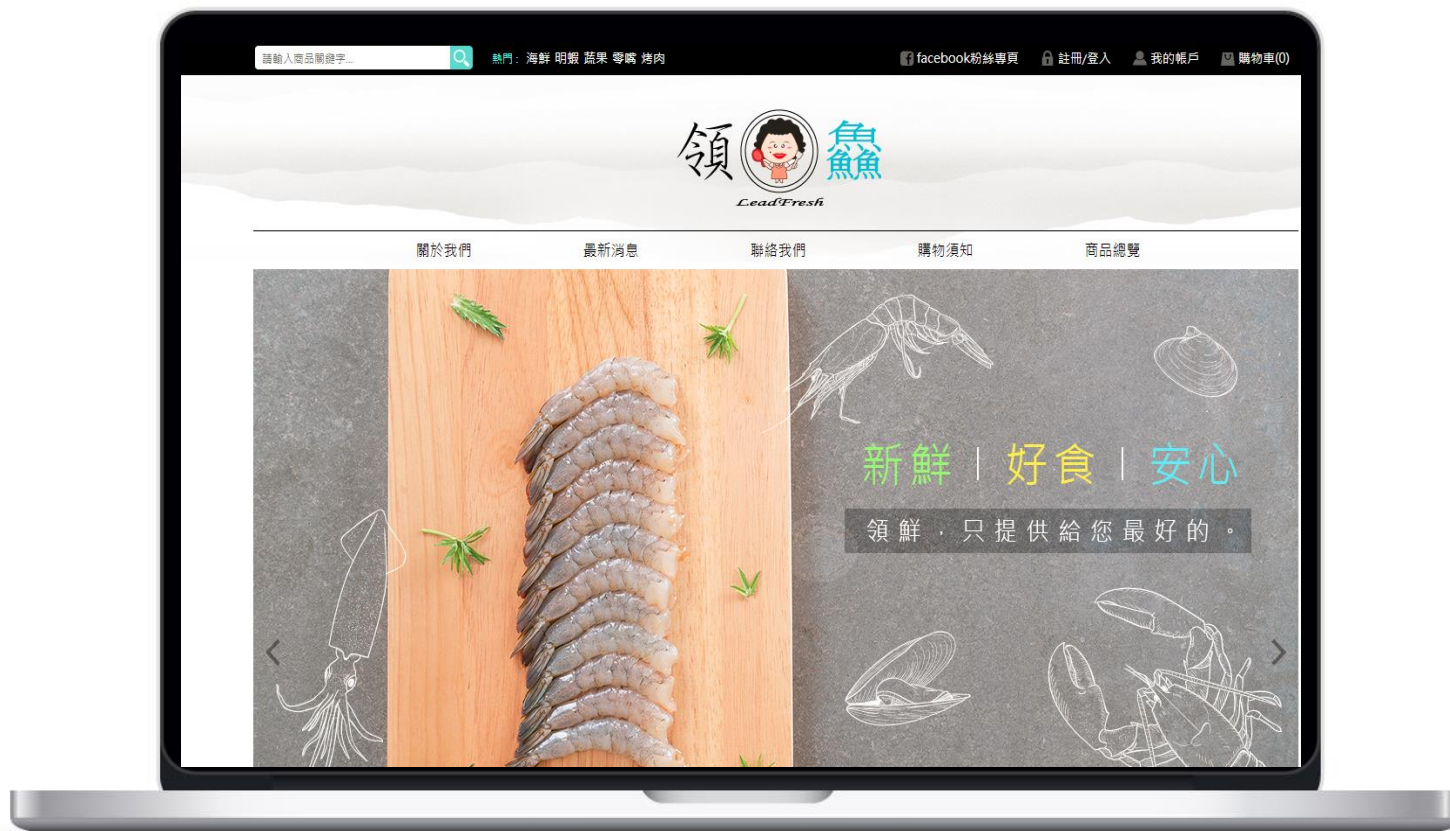 請輸入商品關鍵字...
熱門 : 海鮮 明蝦 蔬果 零嘴 烤肉
facebook粉絲專頁 註冊/登入 我的帳戶 購物車(0)
領 鱻
LeadFresh
關於我們 最新消息 聯絡我們 購物須知 商品總覽
新鮮 | 好食 | 安心
領鮮，只提供給您最好的。